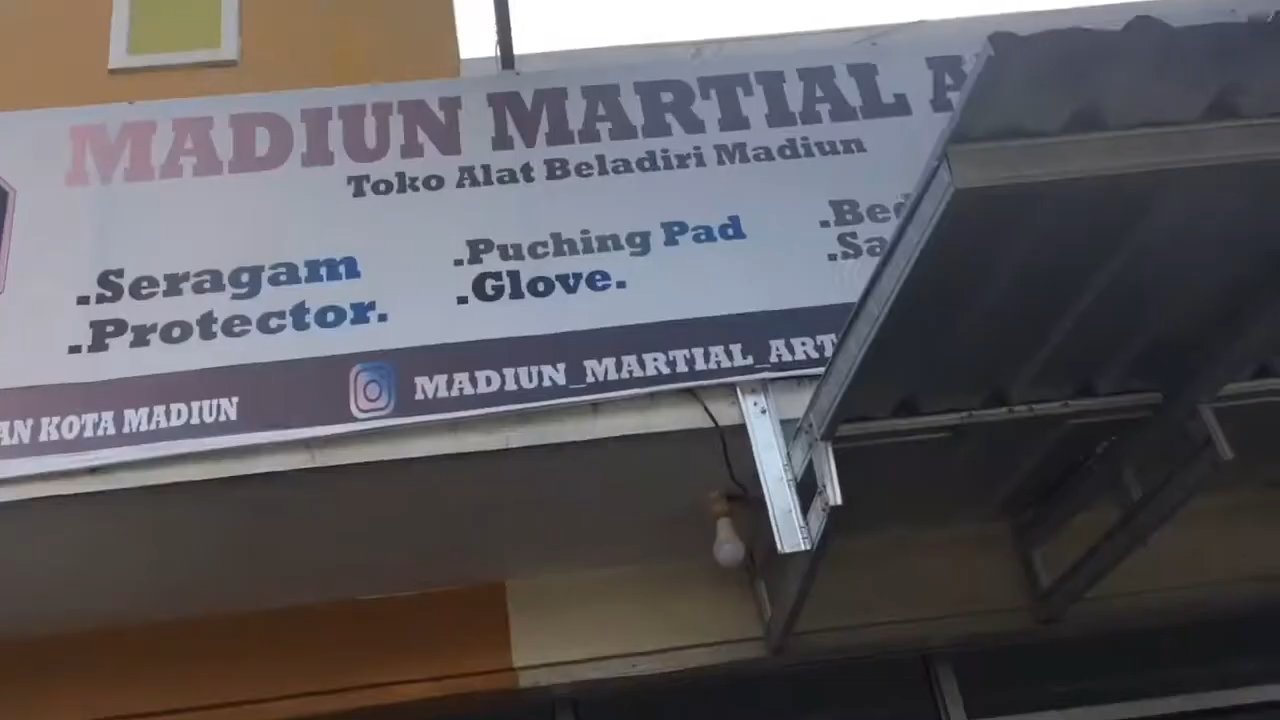 MADIUN MARTIAL
Toko Alat Beladiri Madiun
.Seragam
.Protector.
.Puching Pad
.Glove.
KOTA MADIUN
MADIUN_MARTIAL_ART